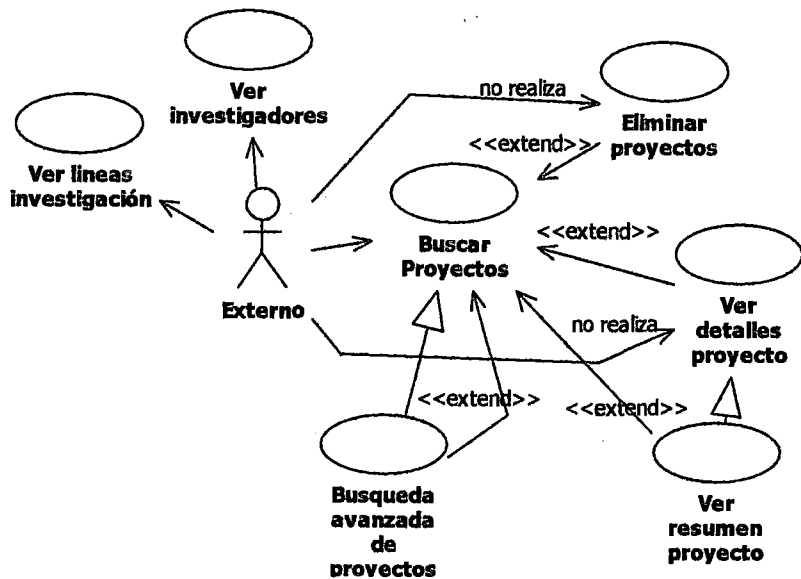 Ver
investigadores
Ver lineas
investigación
Externo
no realiza
Eliminar
proyectos
<<extend>>
Buscar
Proyectos
<<extend>>
Ver
detalles
proyecto
no realiza
<<extend>>
<<extend>>
Busqueda
avanzada
de
proyectos
Ver
resumen
proyecto